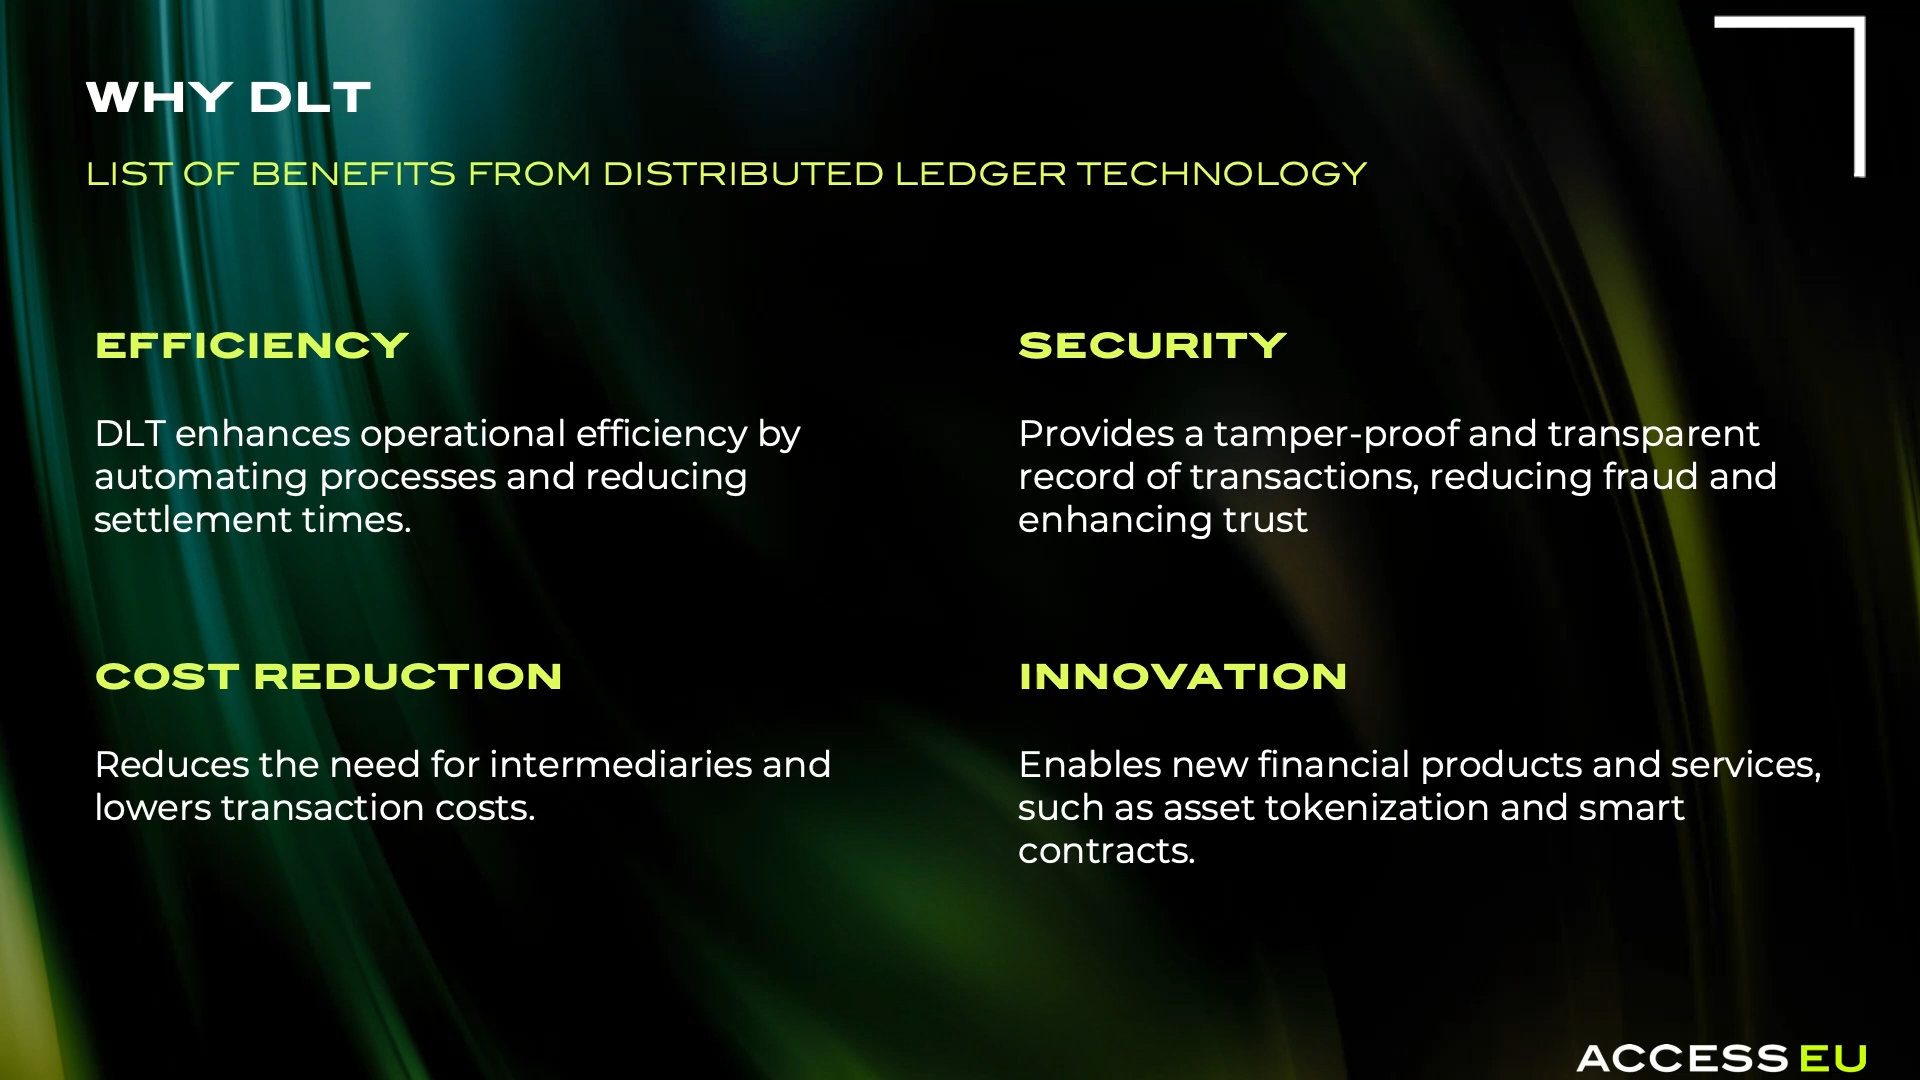 WHY DLT
LIST OF BENEFITS FROM DISTRIBUTED LEDGER TECHNOLOGY
EFFICIENCY
DLT enhances operational efficiency by
automating processes and reducing
settlement times.
SECURITY
Provides a tamper-proof and transparent
record of transactions, reducing fraud and
enhancing trust
COST REDUCTION
Reduces the need for intermediaries and
lowers transaction costs.
INNOVATION
Enables new financial products and services,
such as asset tokenization and smart
contracts.
ACCESS EU